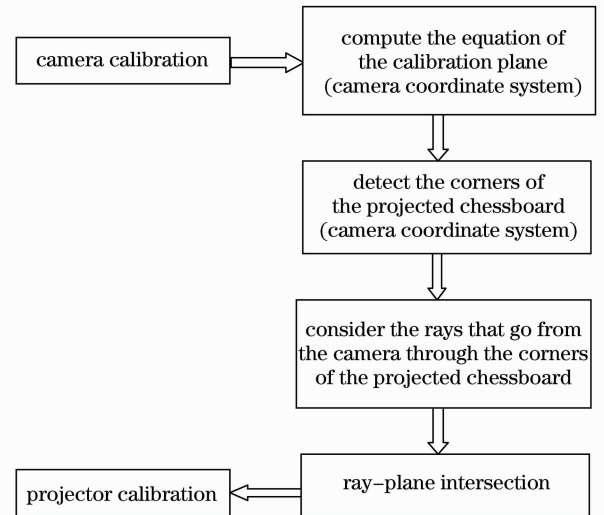 camera calibration
compute the equation of
the calibration plane
(camera coordinate system)
detect the corners of
the projected chessboard
(camera coordinate system)
consider the rays that go from
the camera through the corners
of the projected chessboard
ray–plane intersection
projector calibration